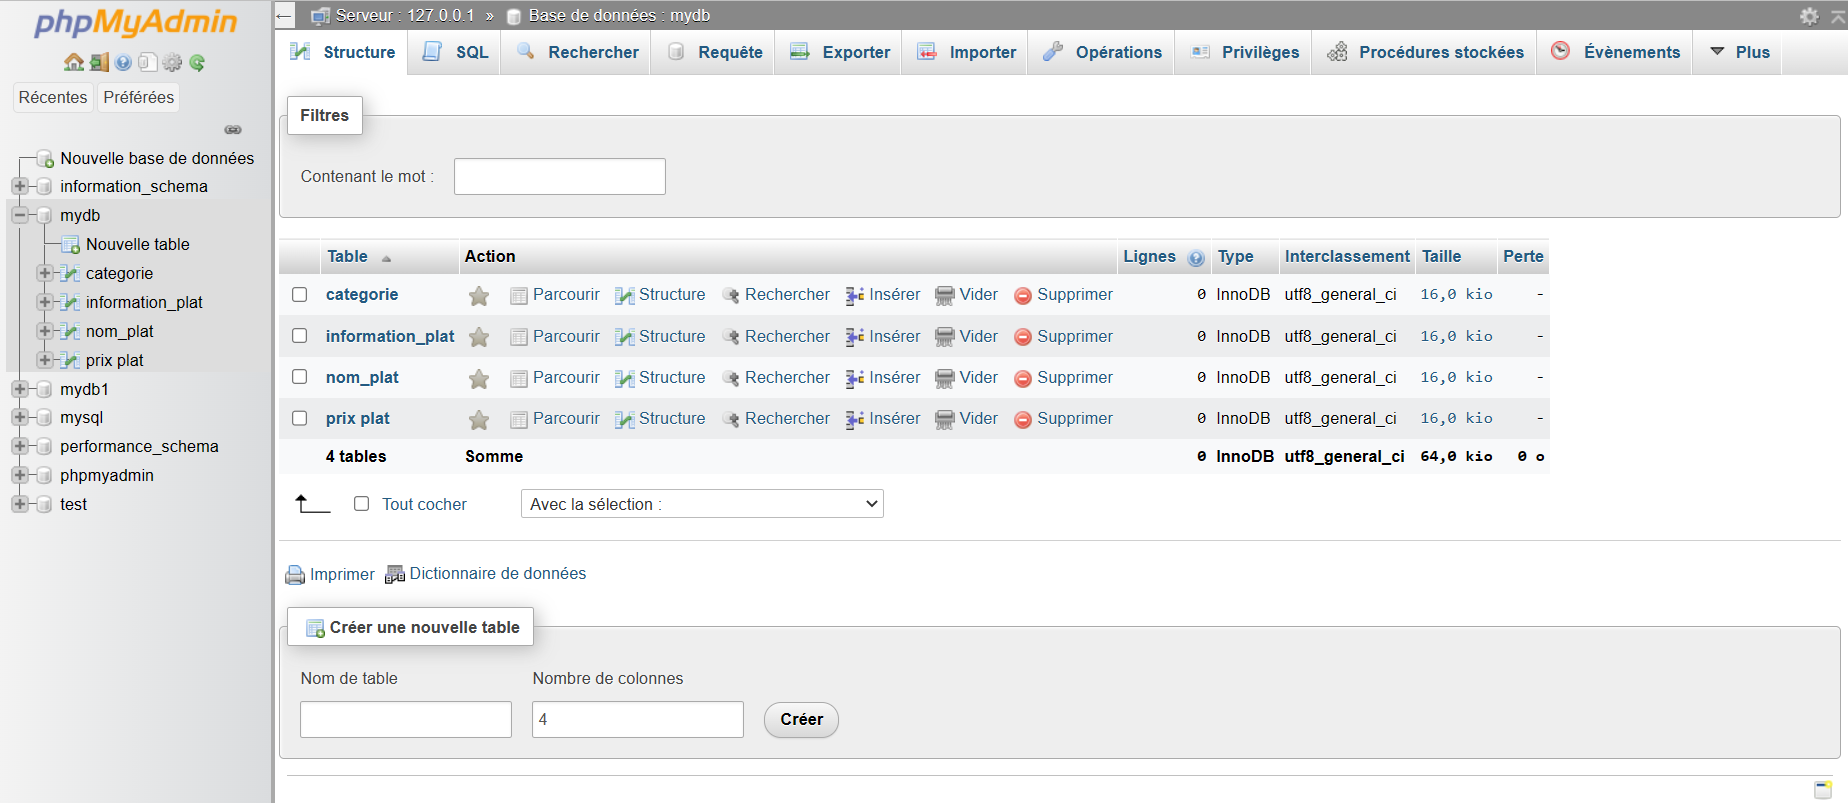 phpMyAdmin
Récentes Préférées
Nouvelle base de données
information_schema
mydb
Nouvelle table
categorie
information_plat
nom_plat
prix plat
mydb1
mysql
performance_schema
phpmyadmin
test
Serveur : 127.0.0.1 » Base de données : mydb
Structure SQL Rechercher Requête Exporter Importer Opérations Privilèges Procédures stockées Évènements Plus
Filtres
Contenant le mot :
Table Action Lignes Type Interclassement Taille Perte
categorie Parcourir Structure Rechercher Insérer Vider Supprimer 0 InnoDB utf8_general_ci 16,0 kio -
information_plat Parcourir Structure Rechercher Insérer Vider Supprimer 0 InnoDB utf8_general_ci 16,0 kio -
nom_plat Parcourir Structure Rechercher Insérer Vider Supprimer 0 InnoDB utf8_general_ci 16,0 kio -
prix plat Parcourir Structure Rechercher Insérer Vider Supprimer 0 InnoDB utf8_general_ci 16,0 kio -
4 tables Somme 0 InnoDB utf8_general_ci 64,0 kio 0 o
Tout cocher Avec la sélection :
Imprimer Dictionnaire de données
Créer une nouvelle table
Nom de table Nombre de colonnes
4 Créer